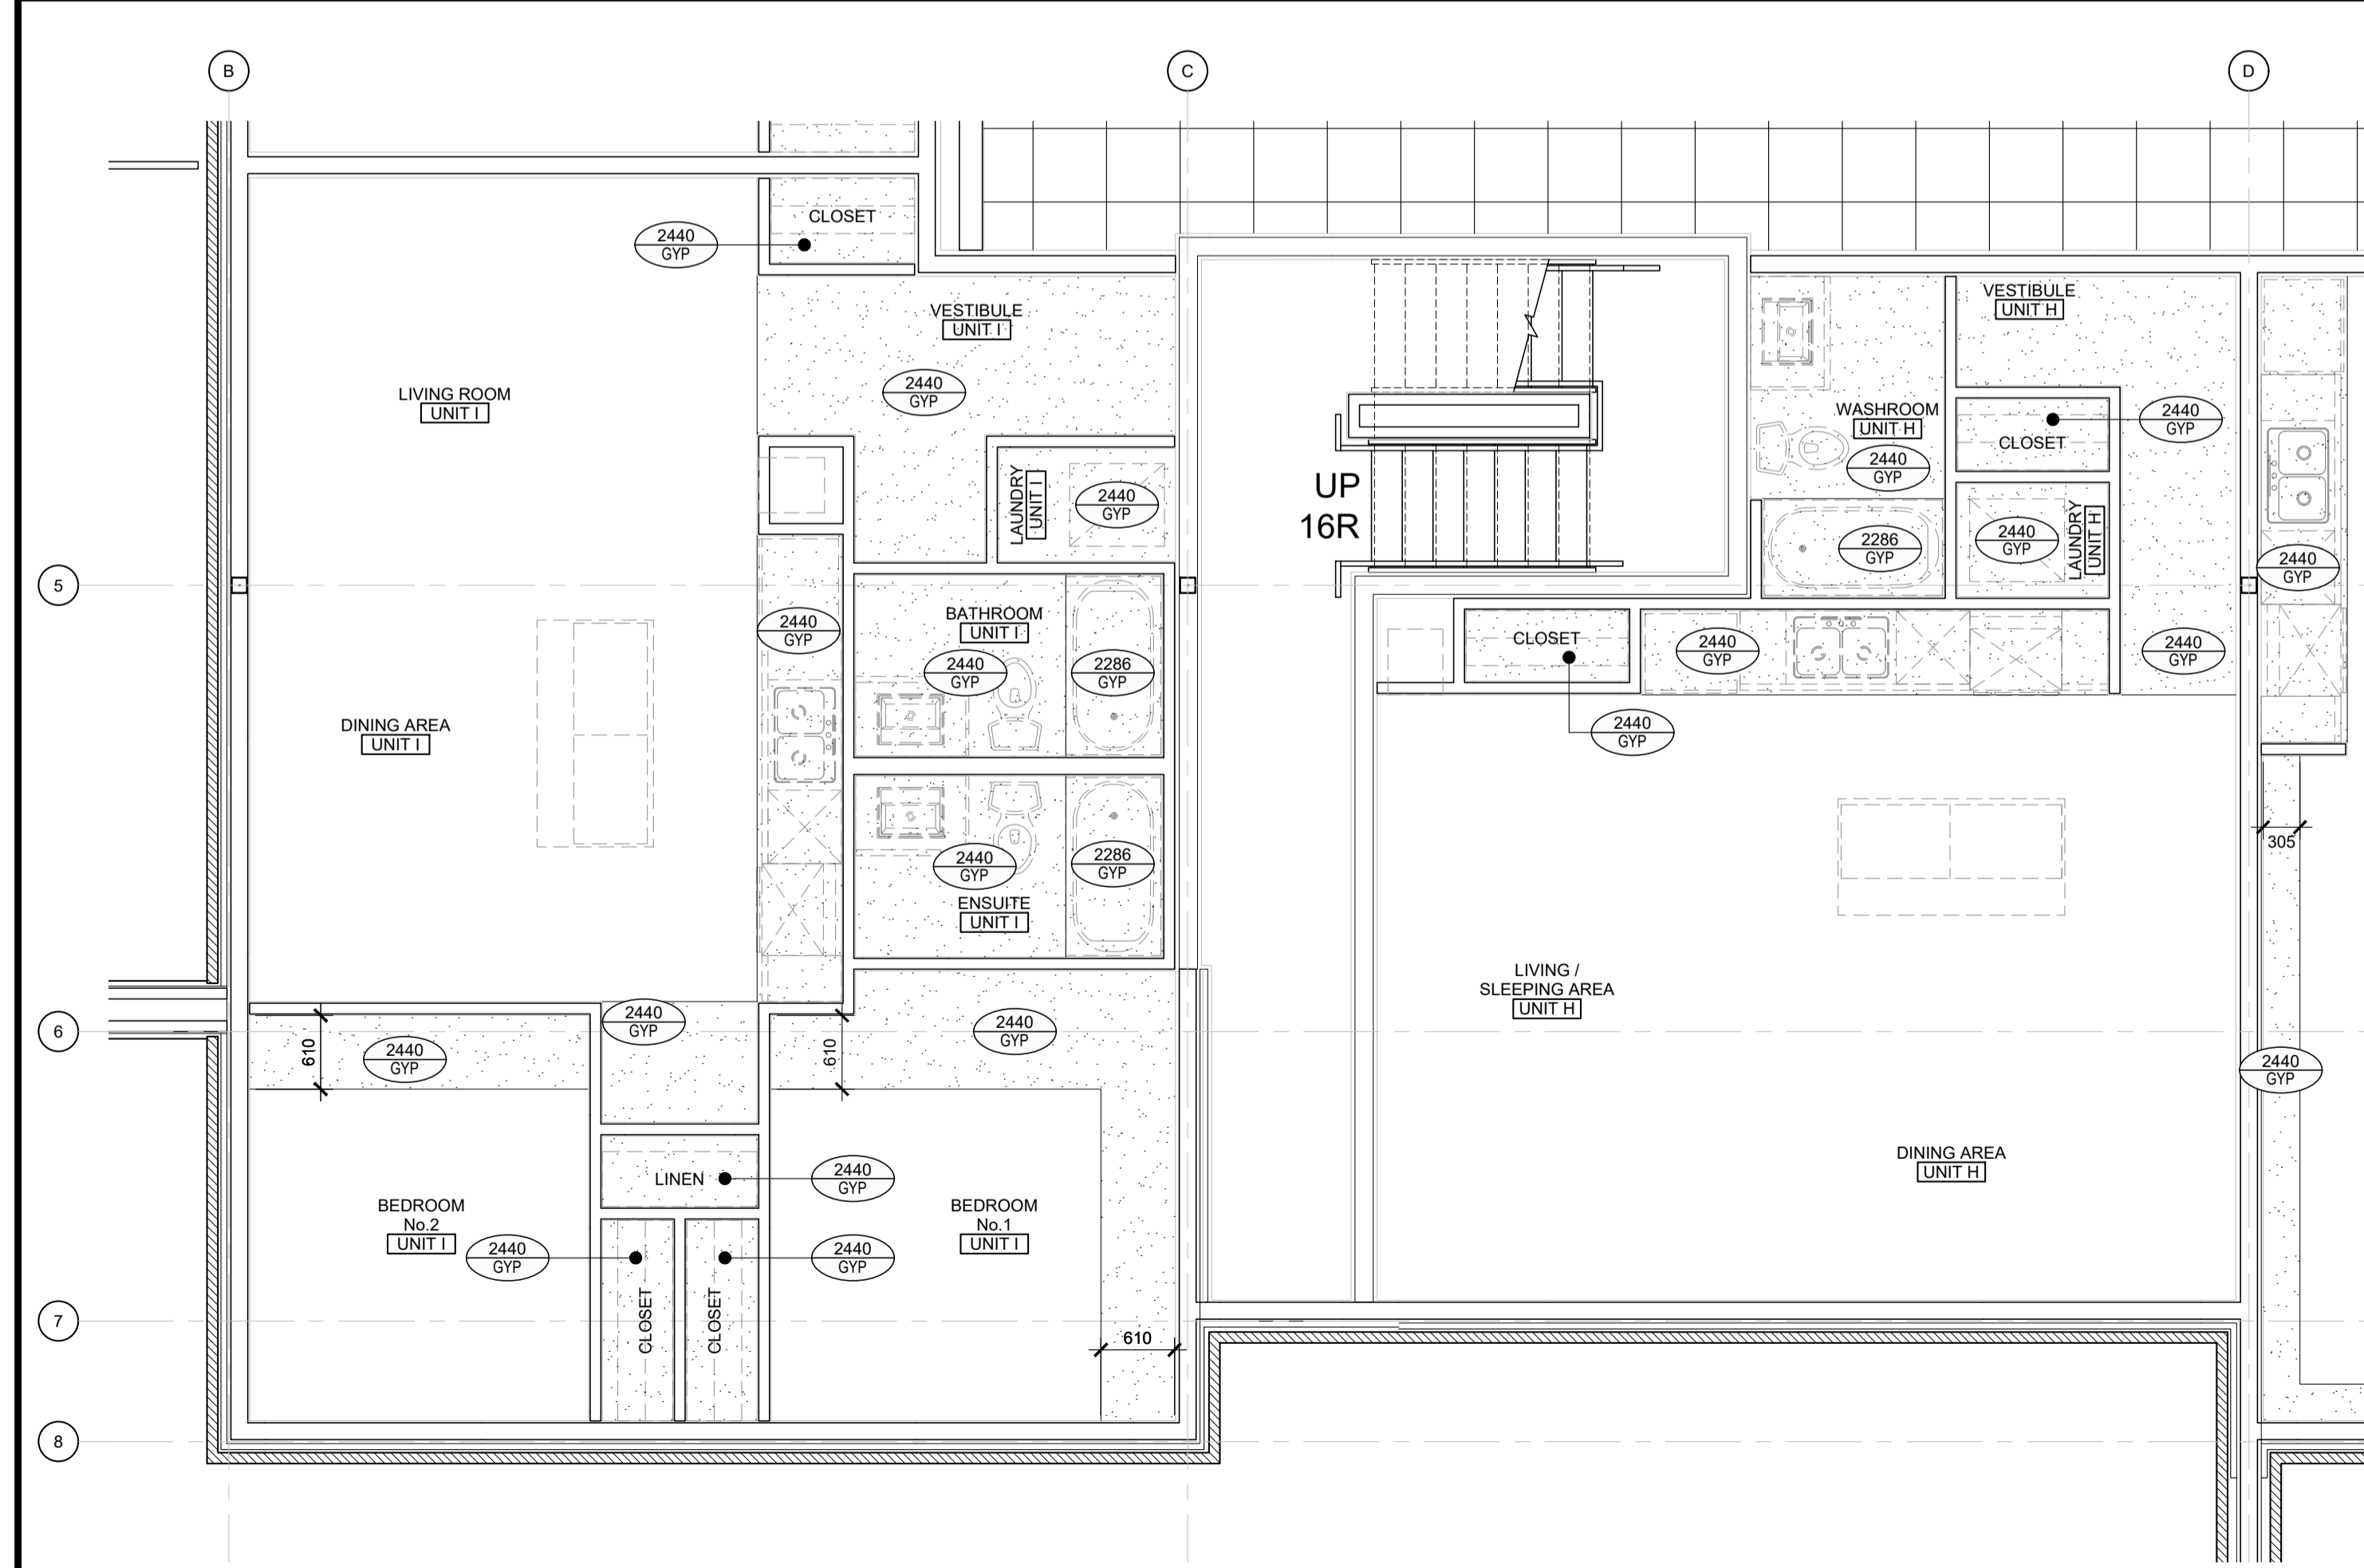 B
C
D
CLOSET
2440
GYP
VESTIBULE
UNIT I
2440
GYP
LIVING ROOM
UNIT I
LAUNDRY
UNIT I
2440
GYP
UP
16R
VESTIBULE
UNIT H
WASHROOM
UNIT H
2440
GYP
2440
GYP
CLOSET
2286
GYP
2440
GYP
LAUNDRY
UNIT H
2440
GYP
5
2440
GYP
BATHROOM
UNIT I
2440
GYP
2286
GYP
CLOSET
2440
GYP
2440
GYP
2440
GYP
DINING AREA
UNIT I
305
2440
GYP
2286
GYP
ENSUITE
UNIT I
LIVING /
SLEEPING AREA
UNIT H
6
610
2440
GYP
2440
GYP
610
2440
GYP
2440
GYP
DINING AREA
UNIT H
LINEN
2440
GYP
BEDROOM
No.2
UNIT I
2440
GYP
2440
GYP
BEDROOM
No.1
UNIT I
CLOSET
CLOSET
7
610
8